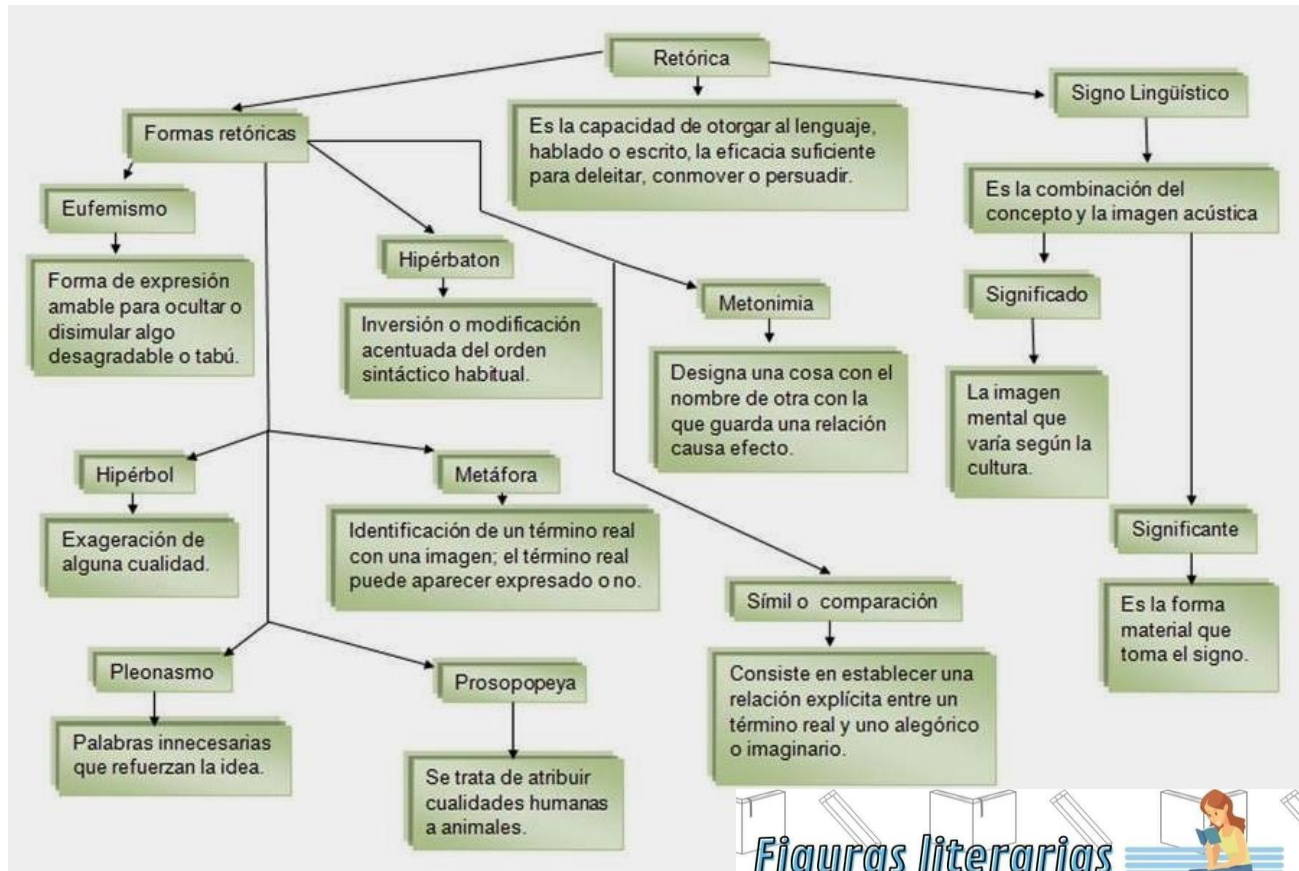 Retórica
Es la capacidad de otorgar al lenguaje,
hablado o escrito, la eficacia suficiente
para deleitar, conmover o persuadir.
Formas retóricas
Eufemismo
Forma de expresión
amable para ocultar o
disimular algo
desagradable o tabú.
Hipérbaton
Inversión o modificación
acentuada del orden
sintáctico habitual.
Metonimia
Designa una cosa con el
nombre de otra con la
que guarda una relación
causa efecto.
Hipérbol
Exageración de
alguna cualidad.
Metáfora
Identificación de un término real
con una imagen; el término real
puede aparecer expresado o no.
Símil o comparación
Consiste en establecer una
relación explícita entre un
término real y uno alegórico
o imaginario.
Pleonasmo
Palabras innecesarias
que refuerzan la idea.
Prosopopeya
Se trata de atribuir
cualidades humanas
a animales.
Signo Lingüístico
Es la combinación del
concepto y la imagen acústica
Significado
La imagen
mental que
varía según la
cultura.
Significante
Es la forma
material que
toma el signo.
Figuras literarias